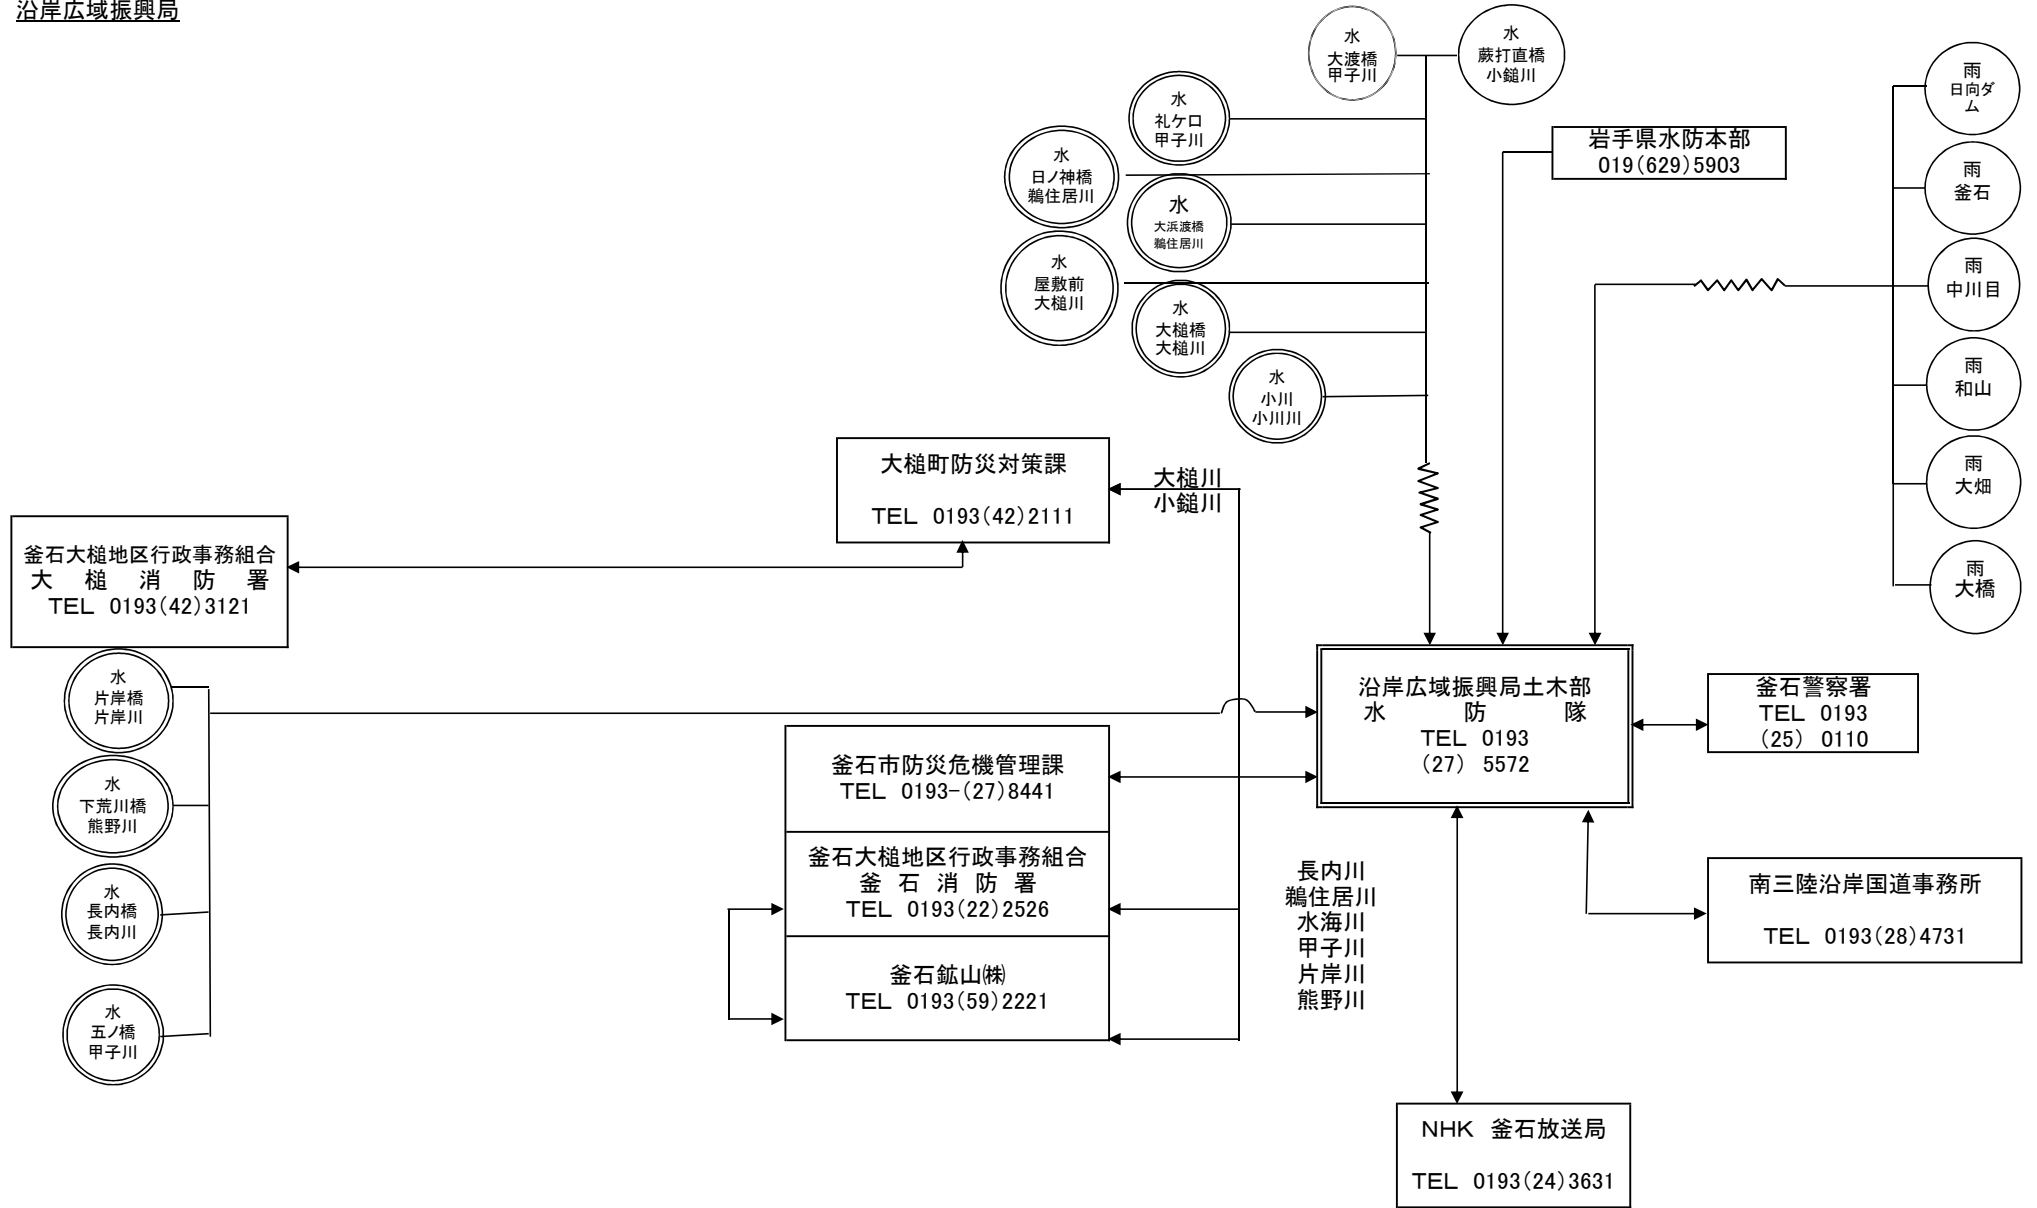 沿岸広域振興局
水
大渡橋
甲子川
水
蕨打直橋
小鎚川
水
礼ケ口
甲子川
水
日ノ神橋
鵜住居川
水
大浜渡橋
鵜住居川
水
屋敷前
大槌川
水
大槌橋
大槌川
水
小川
小川川
岩手県水防本部
019(629)5903
雨
日向ダ
ム
雨
釜石
雨
中川目
雨
和山
雨
大畑
雨
大橋
大槌町防災対策課
TEL 0193(42)2111
大槌川
小鎚川
釜石大槌地区行政事務組合
大 槌 消 防 署
TEL 0193(42)3121
水
片岸橋
片岸川
水
下荒川橋
熊野川
水
長内橋
長内川
水
五ノ橋
甲子川
沿岸広域振興局土木部
水 防 隊
TEL 0193
(27) 5572
釜石警察署
TEL 0193
(25) 0110
釜石市防災危機管理課
TEL 0193-(27)8441
釜石大槌地区行政事務組合
釜 石 消 防 署
TEL 0193(22)2526
釜石鉱山㈱
TEL 0193(59)2221
長内川
鵜住居川
水海川
甲子川
片岸川
熊野川
南三陸沿岸国道事務所
TEL 0193(28)4731
NHK 釜石放送局
TEL 0193(24)3631